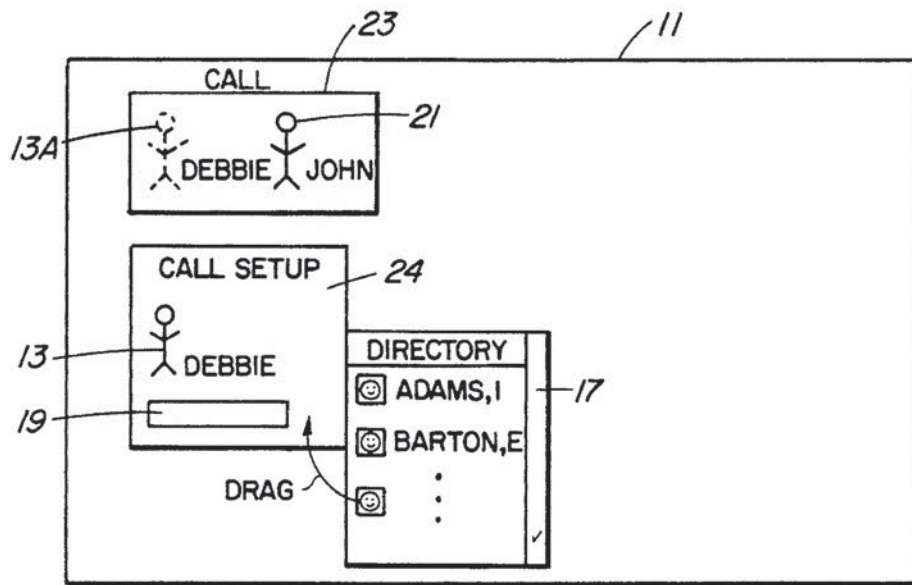 23
11
CALL
21
13A
DEBBIE JOHN
CALL SETUP
24
13
DEBBIE
DIRECTORY
17
ADAMS, I
19
BARTON, E
DRAG